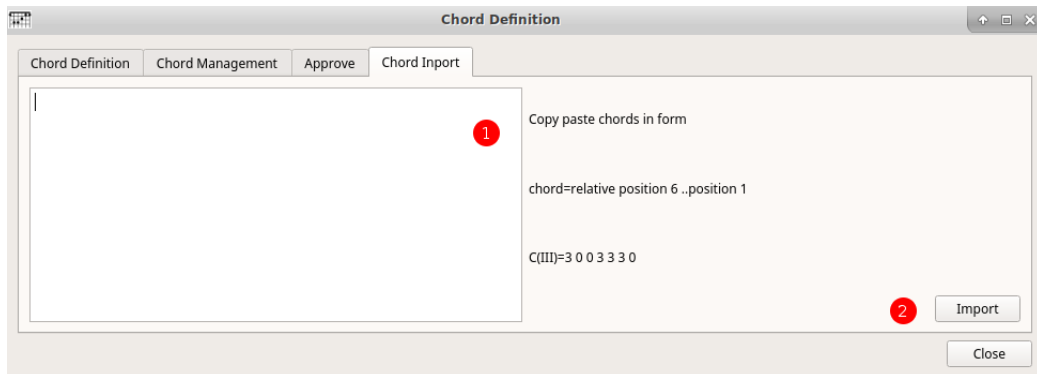 Chord Definition
Chord Definition Chord Management Approve Chord Inport
1
Copy paste chords in form
chord=relative position 6 ..position 1
C(III)=3 0 0 3 3 3 0
2
Import
Close